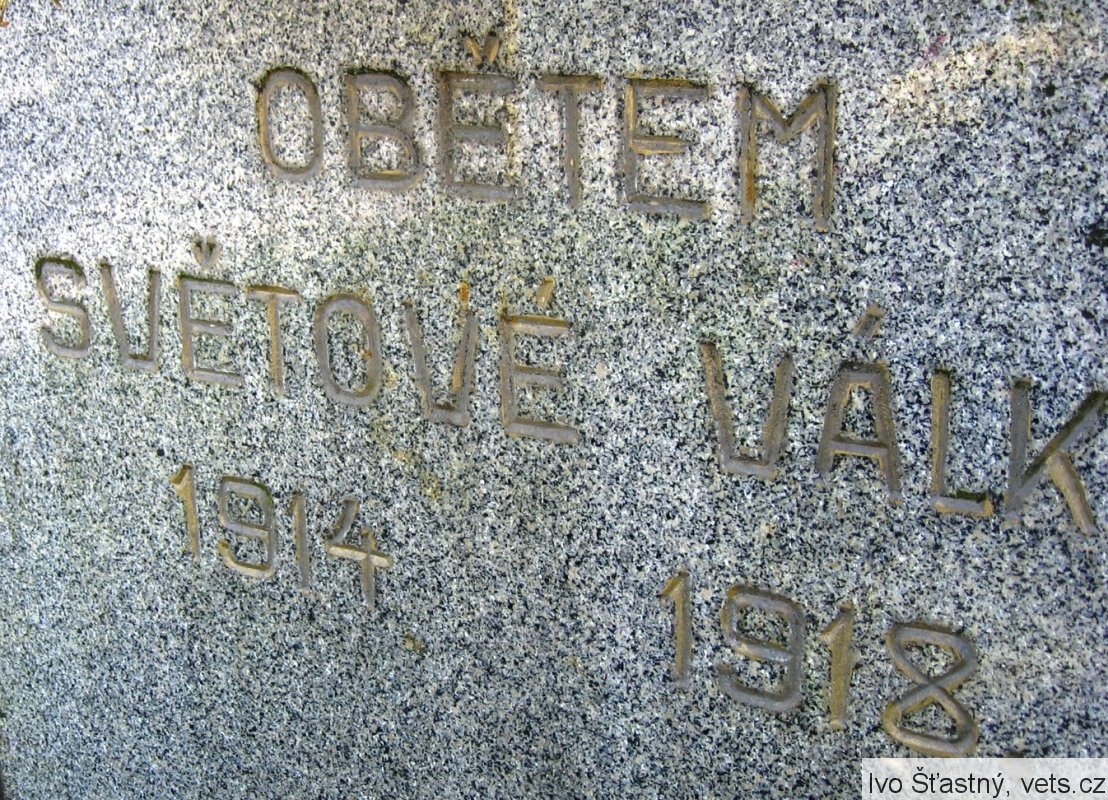 OBĚTEM
SVĚTOVÉ VÁLK
1914 1918
Ivo Šťastný, vets.cz